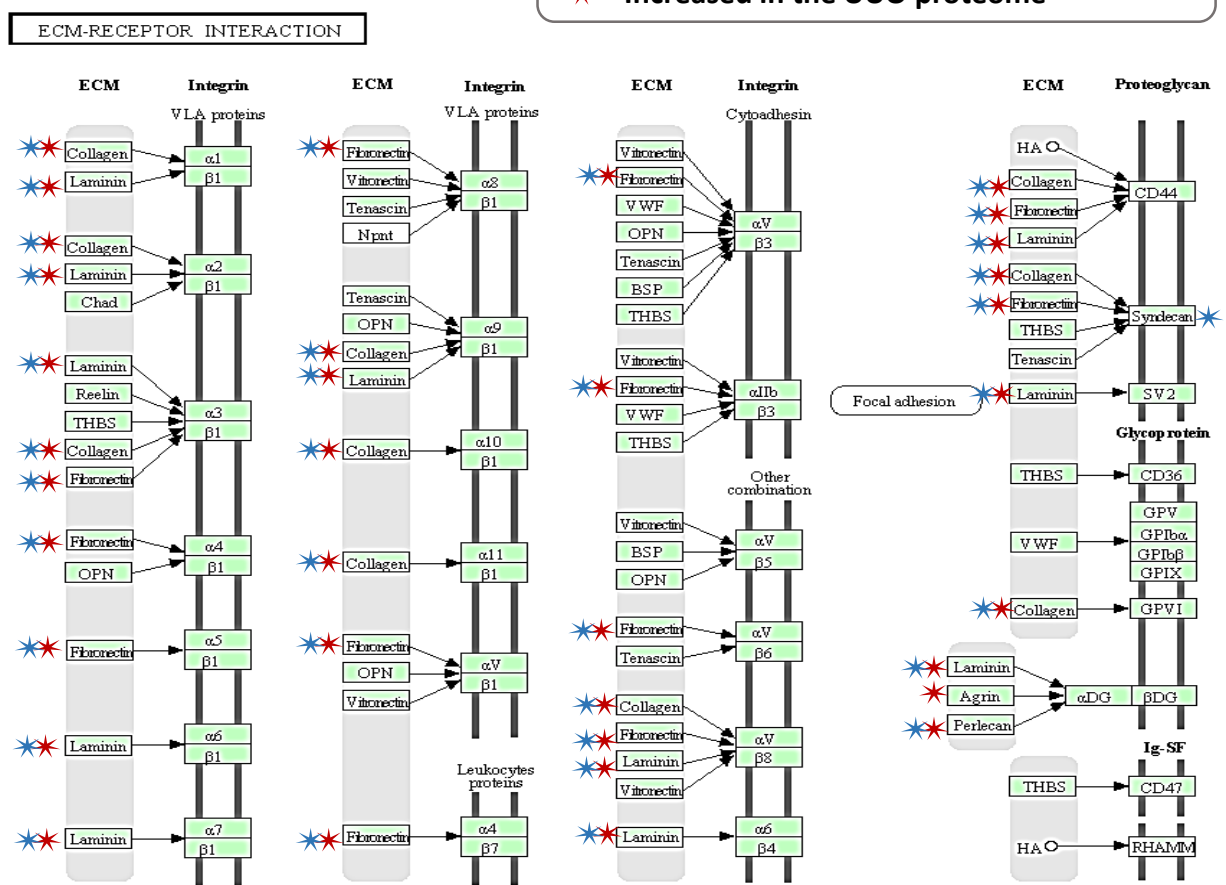 Increased in the proteome
ECM-RECEPTOR INTERACTION
ECM
Integrin
VLA proteins
Collagen
Laminin
α1
β1
Collagen
Laminin
Chad
α2
β1
Laminin
Reelin
THBS
Collagen
Fibronectin
α3
β1
Fibronectin
OPN
α4
β1
Fibronectin
α5
β1
Laminin
α6
β1
Laminin
α7
β1
ECM
Integrin
VLA proteins
Fibronectin
Vitronectin
Tenascin
Npnt
α8
β1
Tenascin
OPN
Collagen
Laminin
α9
β1
Collagen
α10
β1
Collagen
α11
β1
Fibronectin
OPN
Vitronectin
αV
β1
Leukocytes
proteins
Fibronectin
α4
β7
ECM
Integrin
Cytoadhesin
Vitronectin
Fibronectin
VWF
OPN
Tenascin
BSP
THBS
αV
β3
Vitronectin
Fibronectin
VWF
THBS
αIIb
β3
Other
combination
Vitronectin
BSP
OPN
αV
β5
Fibronectin
Tenascin
αV
β6
Collagen
Fibronectin
Laminin
Vitronectin
αV
β8
Laminin
α6
β4
Focal adhesion
ECM
Proteoglycan
HA
Collagen
Fibronectin
Laminin
CD44
Collagen
Fibronectin
THBS
Tenascin
Syndecan
Laminin
SV2
Glycoprotein
THBS
CD36
VWF
GPV
GPIbα
GPIbβ
GPIX
Collagen
GPVI
Laminin
Agrin
Perlecan
αDG
βDG
Ig-SF
THBS
CD47
HA
RHAMM